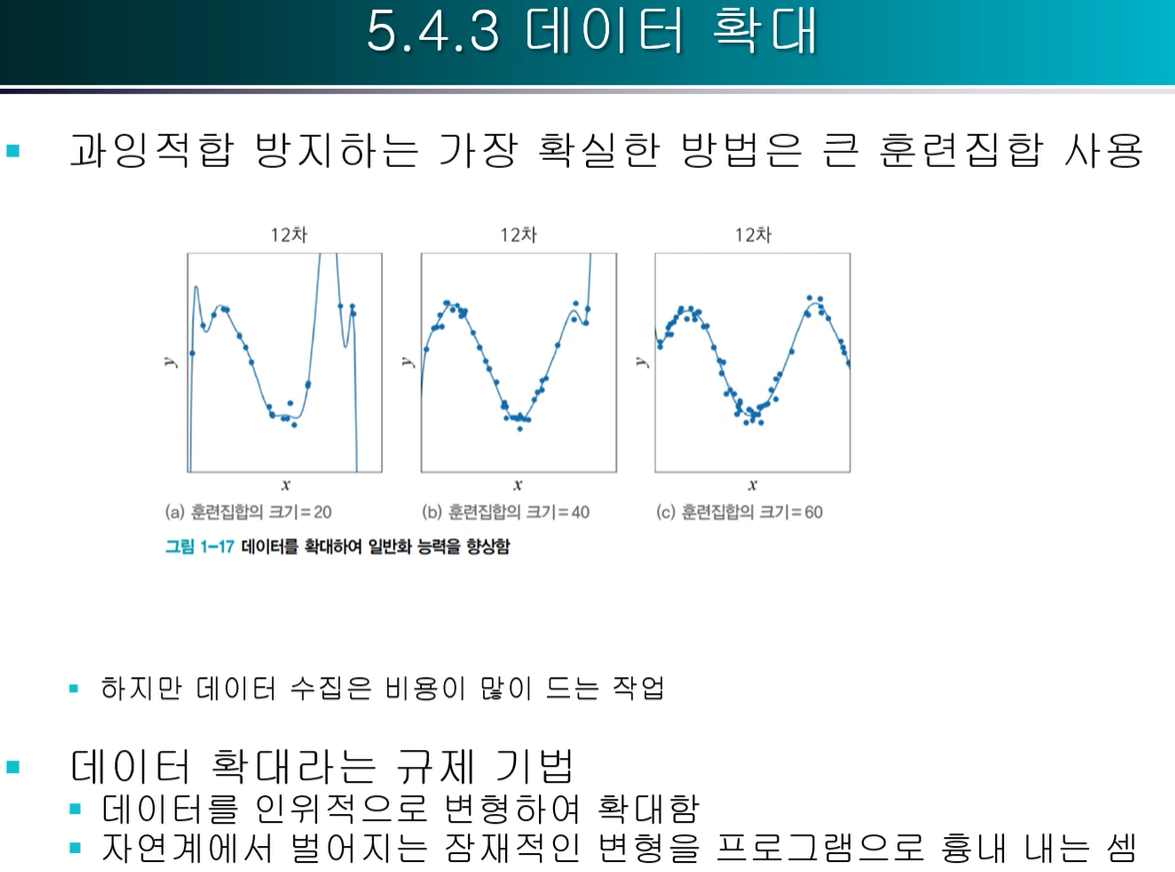 5.4.3 데이터 확대
과잉적합 방지하는 가장 확실한 방법은 큰 훈련집합 사용
12차
12차
12차
y
y
y
x
x
x
(a) 훈련집합의 크기=20
(b) 훈련집합의 크기=40
(c) 훈련집합의 크기=60
그림 1-17 데이터를 확대하여 일반화 능력을 향상함
하지만 데이터 수집은 비용이 많이 드는 작업
데이터 확대라는 규제 기법
데이터를 인위적으로 변형하여 확대함
자연계에서 벌어지는 잠재적인 변형을 프로그램으로 흉내 내는 셈